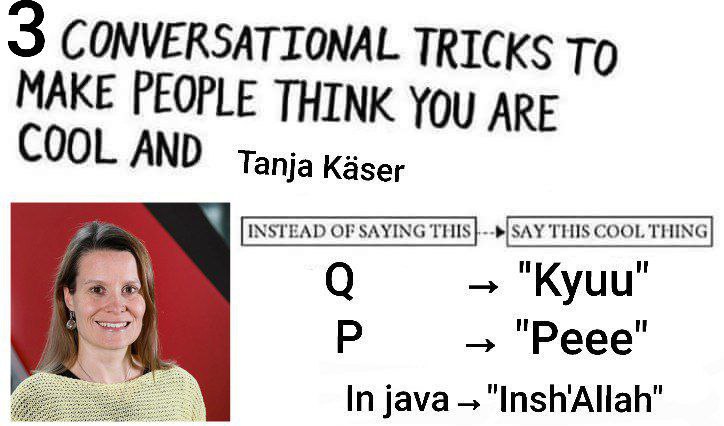 3 CONVERSATIONAL TRICKS TO
MAKE PEOPLE THINK YOU ARE
COOL AND Tanja Käser
INSTEAD OF SAYING THIS → SAY THIS COOL THING
Q → "Kyuu"
P → "Peee"
In java → "Insh'Allah"